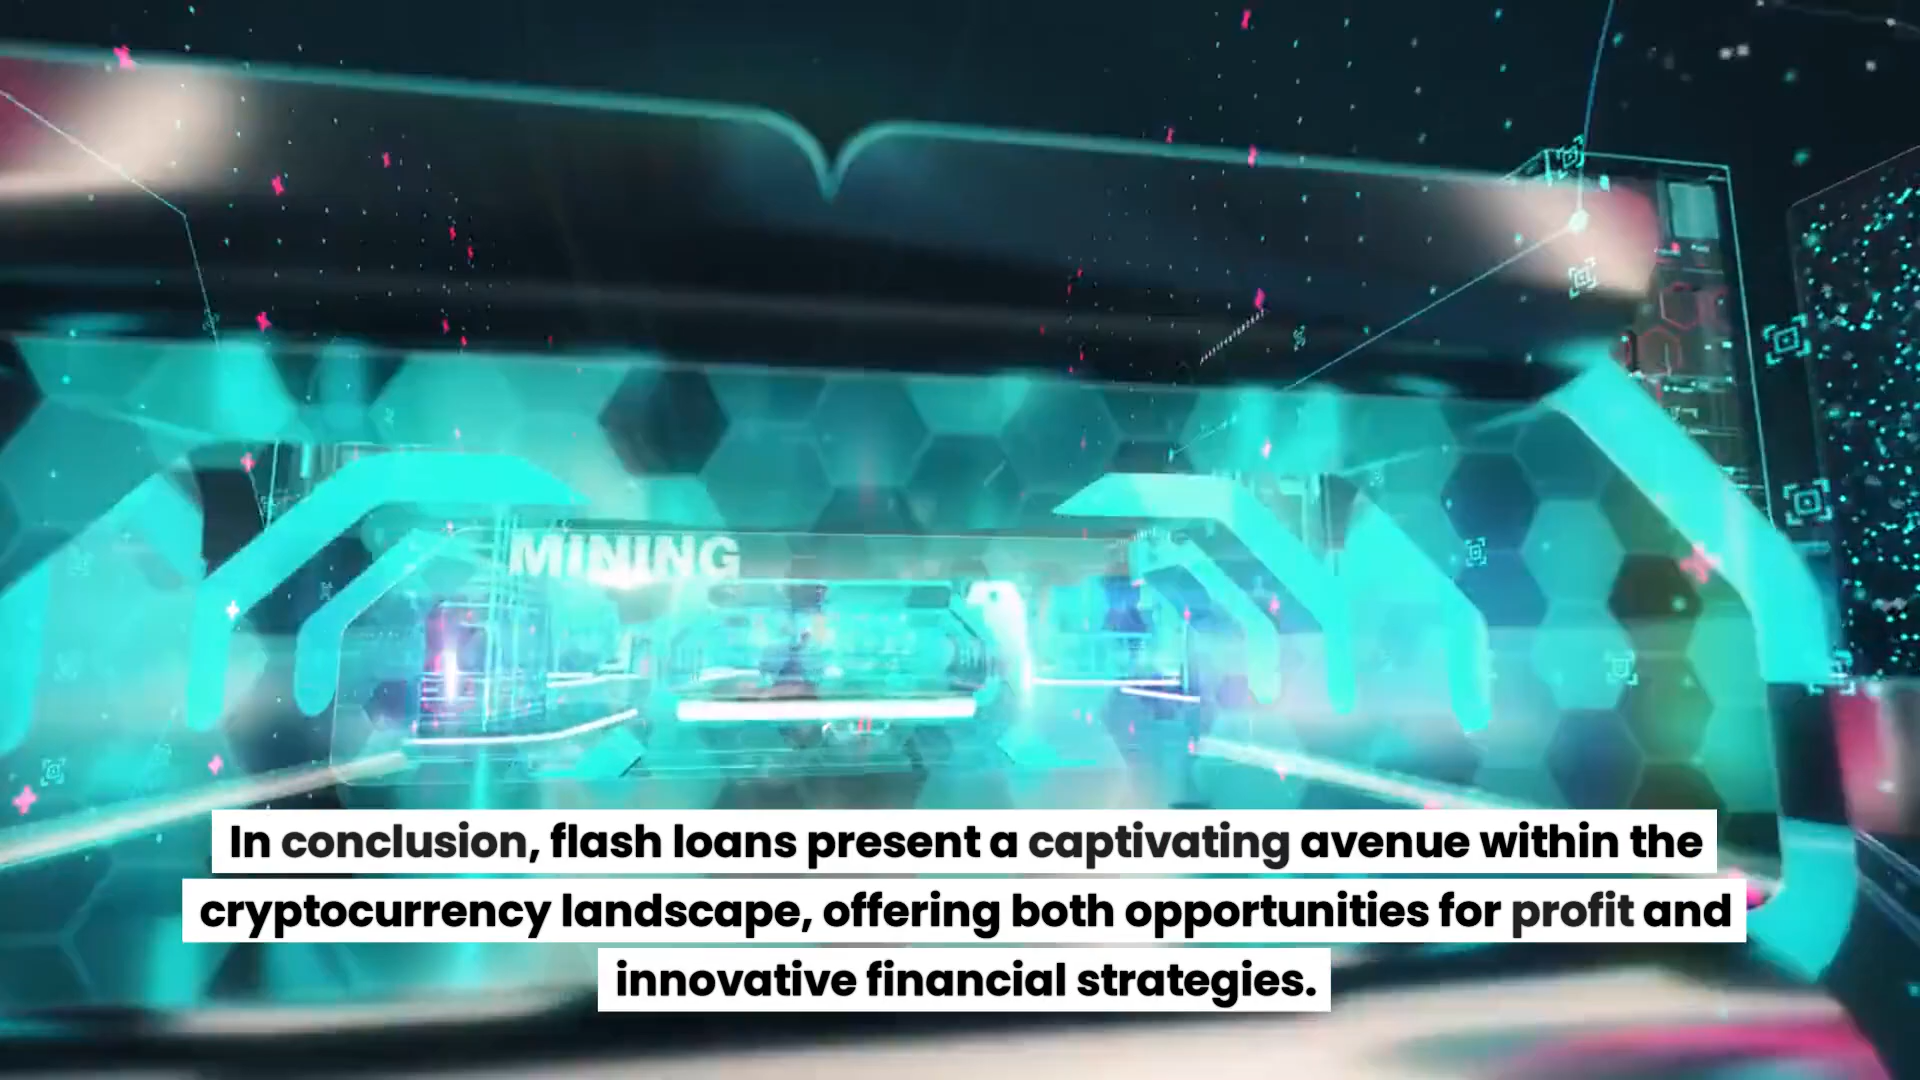 MINING
In conclusion, flash loans present a captivating avenue within the
cryptocurrency landscape, offering both opportunities for profit and
innovative financial strategies.